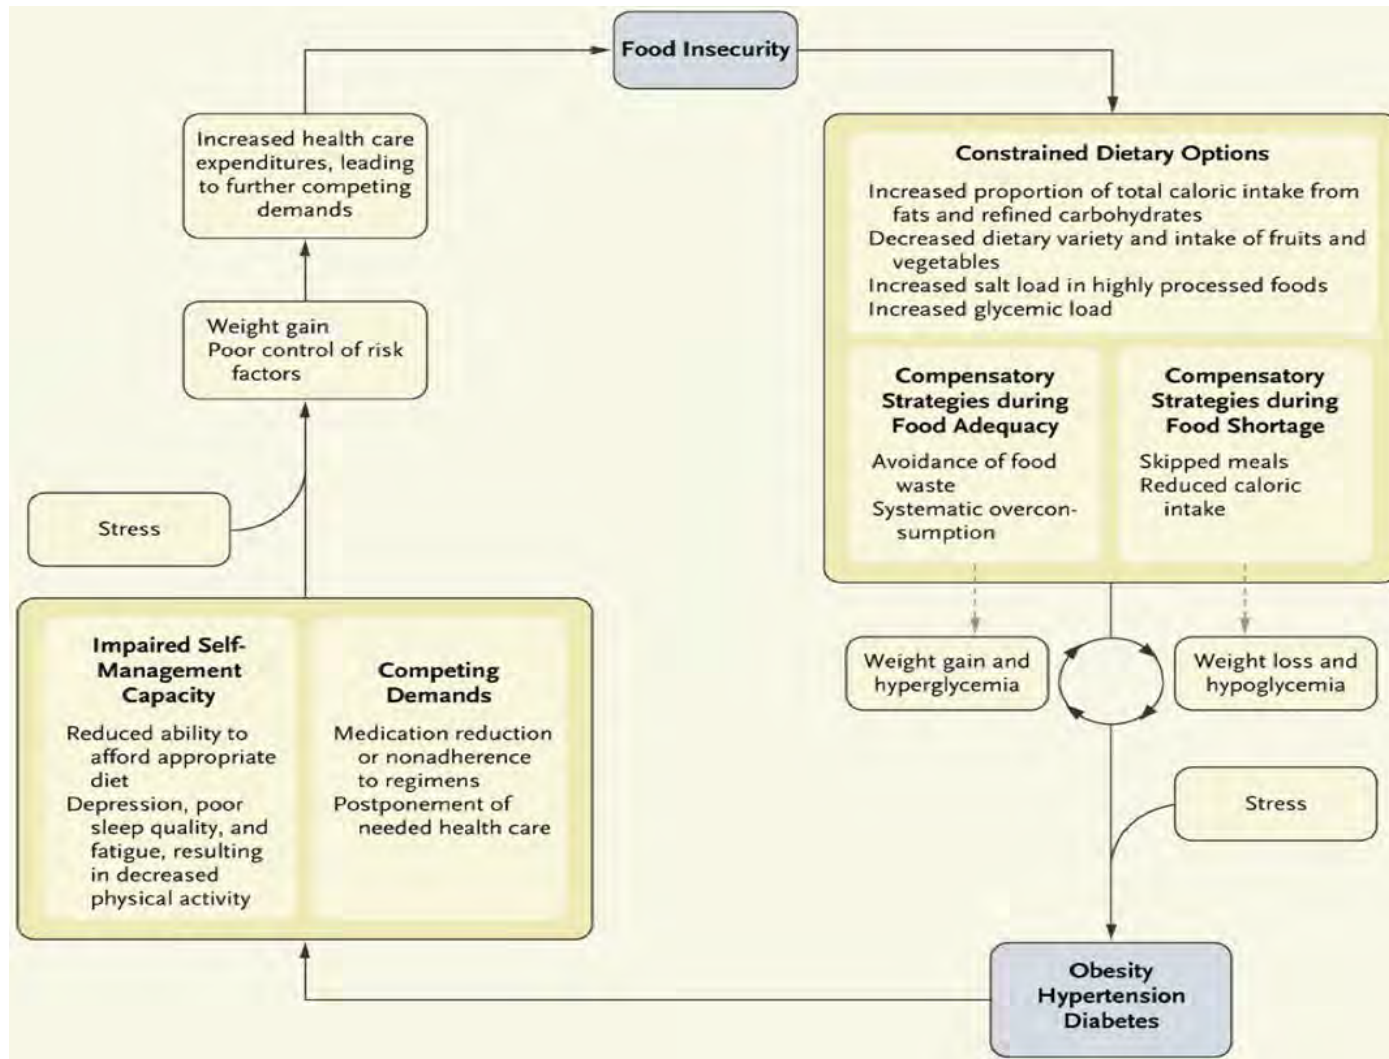 Food Insecurity
Increased health care
expenditures, leading
to further competing
demands
Weight gain
Poor control of risk
factors
Stress
Impaired Self-
Management
Capacity
Reduced ability to
afford appropriate
diet
Depression, poor
sleep quality, and
fatigue, resulting
in decreased
physical activity
Competing
Demands
Medication reduction
or nonadherence
to regimens
Postponement of
needed health care
Constrained Dietary Options
Increased proportion of total caloric intake from
fats and refined carbohydrates
Decreased dietary variety and intake of fruits and
vegetables
Increased salt load in highly processed foods
Increased glycemic load
Compensatory
Strategies during
Food Adequacy
Avoidance of food
waste
Systematic overcon-
sumption
Compensatory
Strategies during
Food Shortage
Skipped meals
Reduced caloric
intake
Weight gain and
hyperglycemia
Weight loss and
hypoglycemia
Stress
Obesity
Hypertension
Diabetes